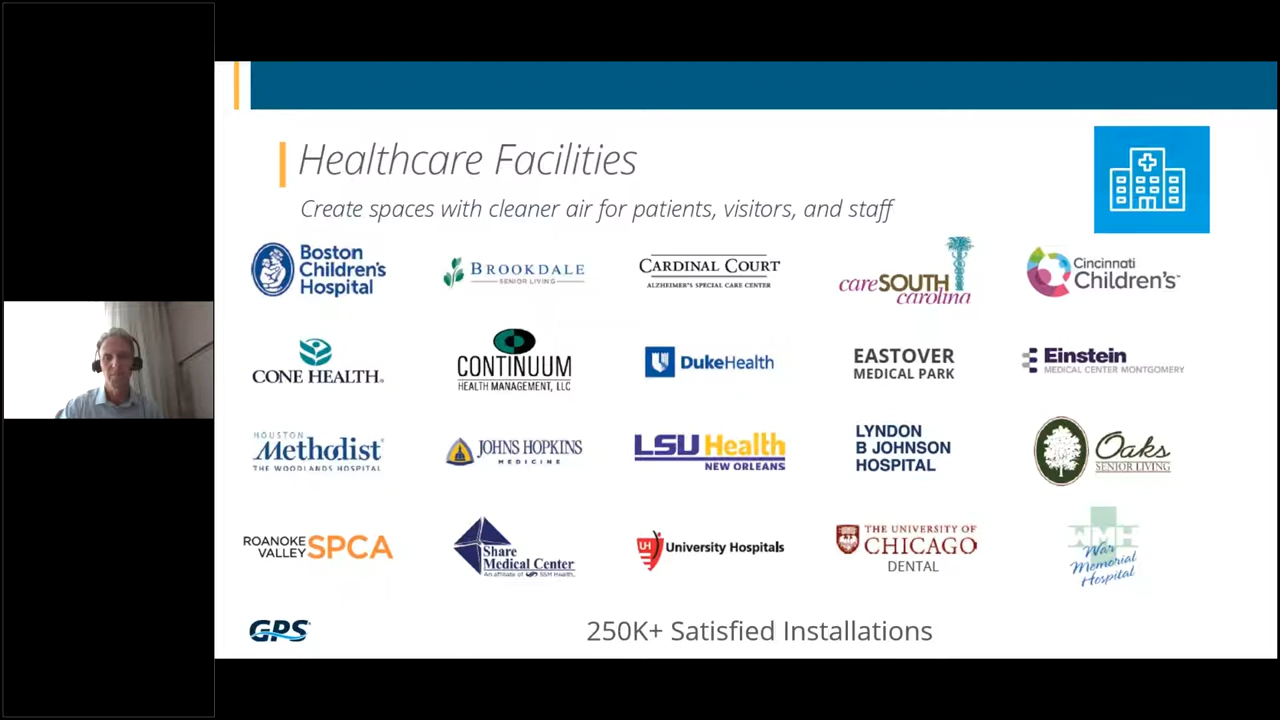 Healthcare Facilities
Create spaces with cleaner air for patients, visitors, and staff
Boston
Children's
Hospital
BROOKDALE
SENIOR LIVING
CARDINAL COURT
ALZHEIMER'S SPECIAL CARE CENTER
careSOUTH
carolina
Cincinnati
Children's™
CONE HEALTH®
CONTINUUM
HEALTH MANAGEMENT, LLC
DukeHealth
EASTOVER
MEDICAL PARK
Einstein
MEDICAL CENTER MONTGOMERY
HOUSTON
Methodist®
THE WOODLANDS HOSPITAL
JOHNS HOPKINS
MEDICINE
LSU Health
NEW ORLEANS
LYNDON
B JOHNSON
HOSPITAL
Oaks
SENIOR LIVING
ROANOKE
VALLEY SPCA
Share
Medical Center
An affiliate of SSM Health.
UH University Hospitals
THE UNIVERSITY OF
CHICAGO
DENTAL
WMH
War
Memorial
Hospital
GPS
250K+ Satisfied Installations